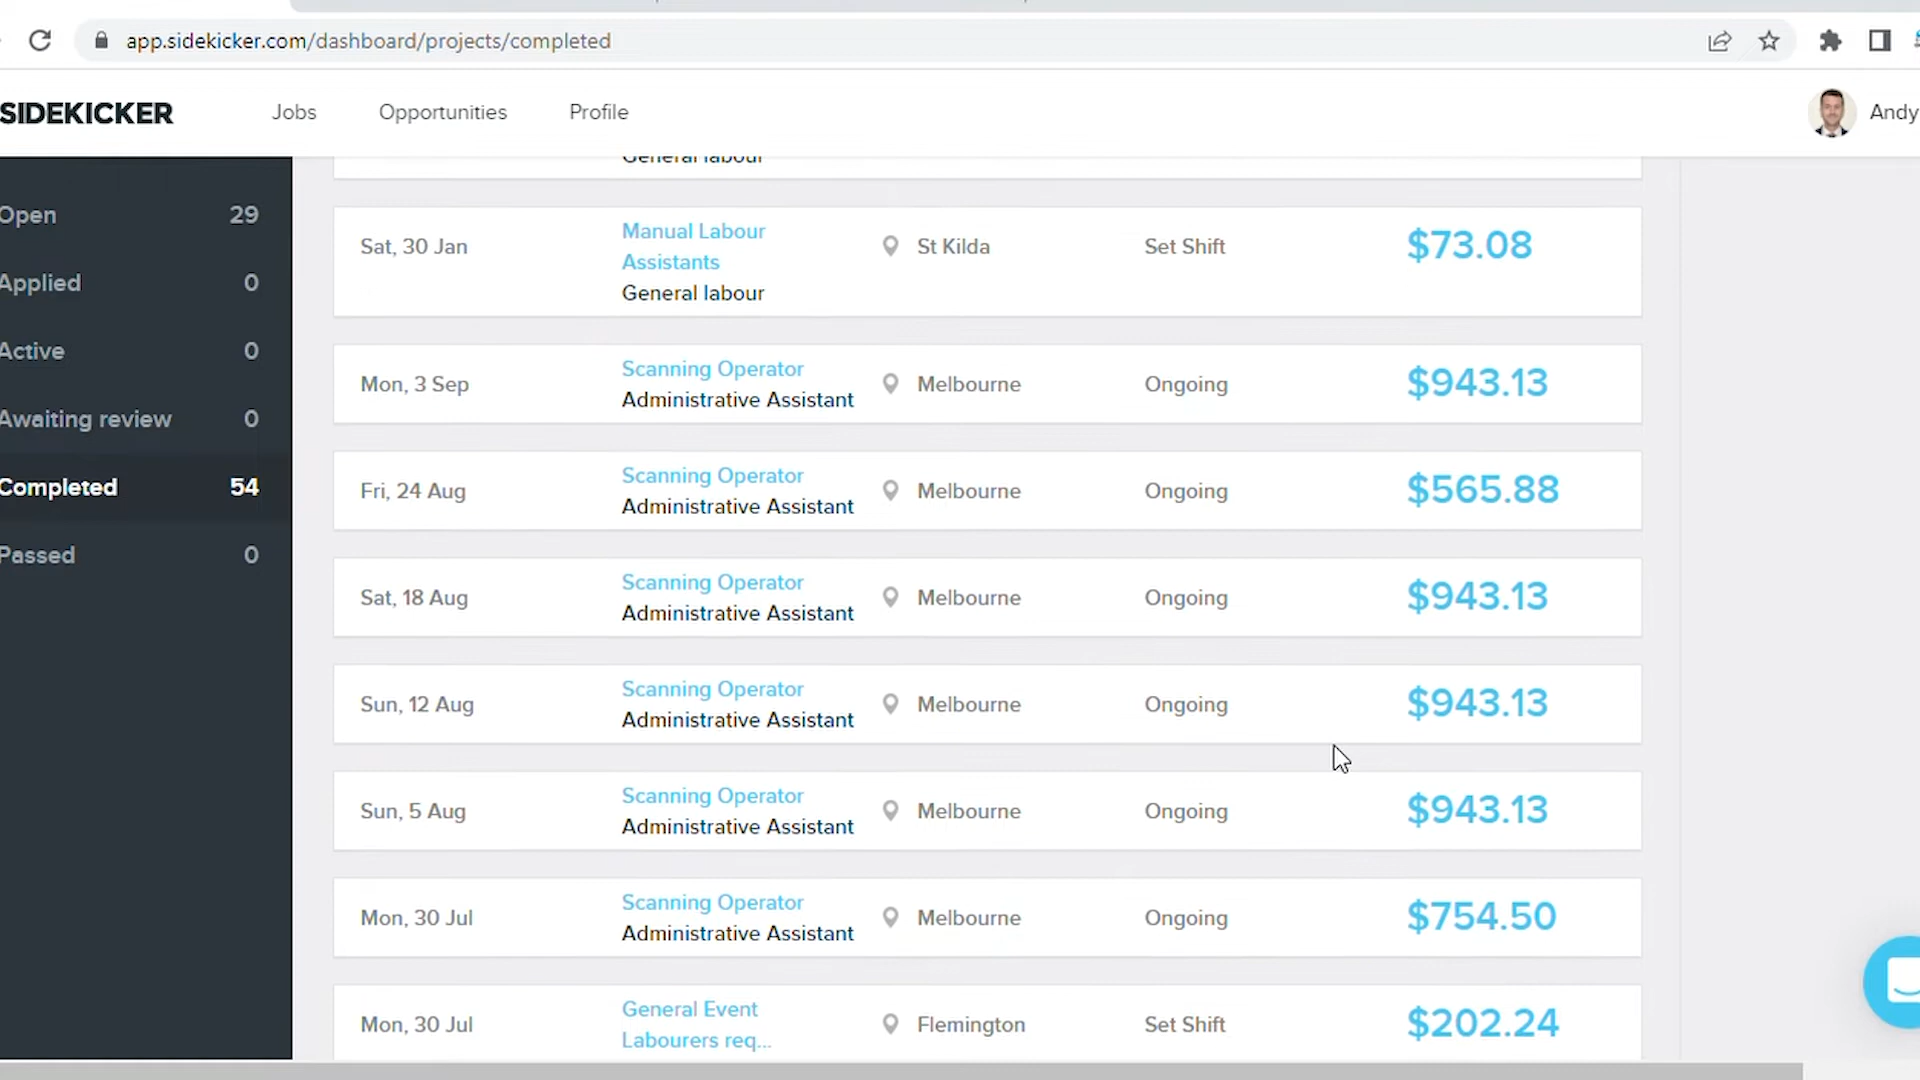 app.sidekicker.com/dashboard/projects/completed
SIDEKICKER
Jobs
Opportunities
Profile
Andy
Open 29
Applied 0
Active 0
Awaiting review 0
Completed 54
Passed 0
General labour
Sat, 30 Jan
Manual Labour
Assistants
General labour
St Kilda
Set Shift
$73.08
Mon, 3 Sep
Scanning Operator
Administrative Assistant
Melbourne
Ongoing
$943.13
Fri, 24 Aug
Scanning Operator
Administrative Assistant
Melbourne
Ongoing
$565.88
Sat, 18 Aug
Scanning Operator
Administrative Assistant
Melbourne
Ongoing
$943.13
Sun, 12 Aug
Scanning Operator
Administrative Assistant
Melbourne
Ongoing
$943.13
Sun, 5 Aug
Scanning Operator
Administrative Assistant
Melbourne
Ongoing
$943.13
Mon, 30 Jul
Scanning Operator
Administrative Assistant
Melbourne
Ongoing
$754.50
Mon, 30 Jul
General Event
Labourers req...
Flemington
Set Shift
$202.24